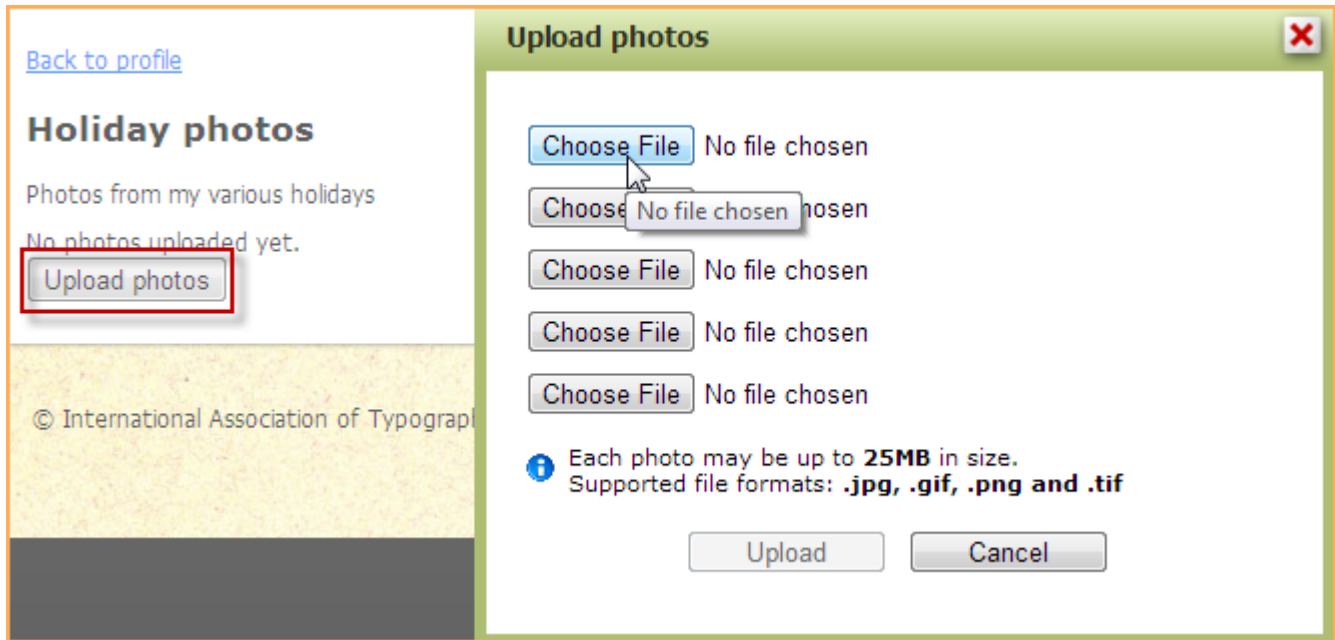 Back to profile
Holiday photos
Photos from my various holidays
No photos uploaded yet.
Upload photos
© International Association of
Upload photos
Choose File No file chosen
Choose
No file chosen
Choose File No file chosen
Choose File No file chosen
Choose File No file chosen
Each photo may be up to 25MB in size.
Supported file formats: .jpg, .gif, .png and .tif
Upload Cancel